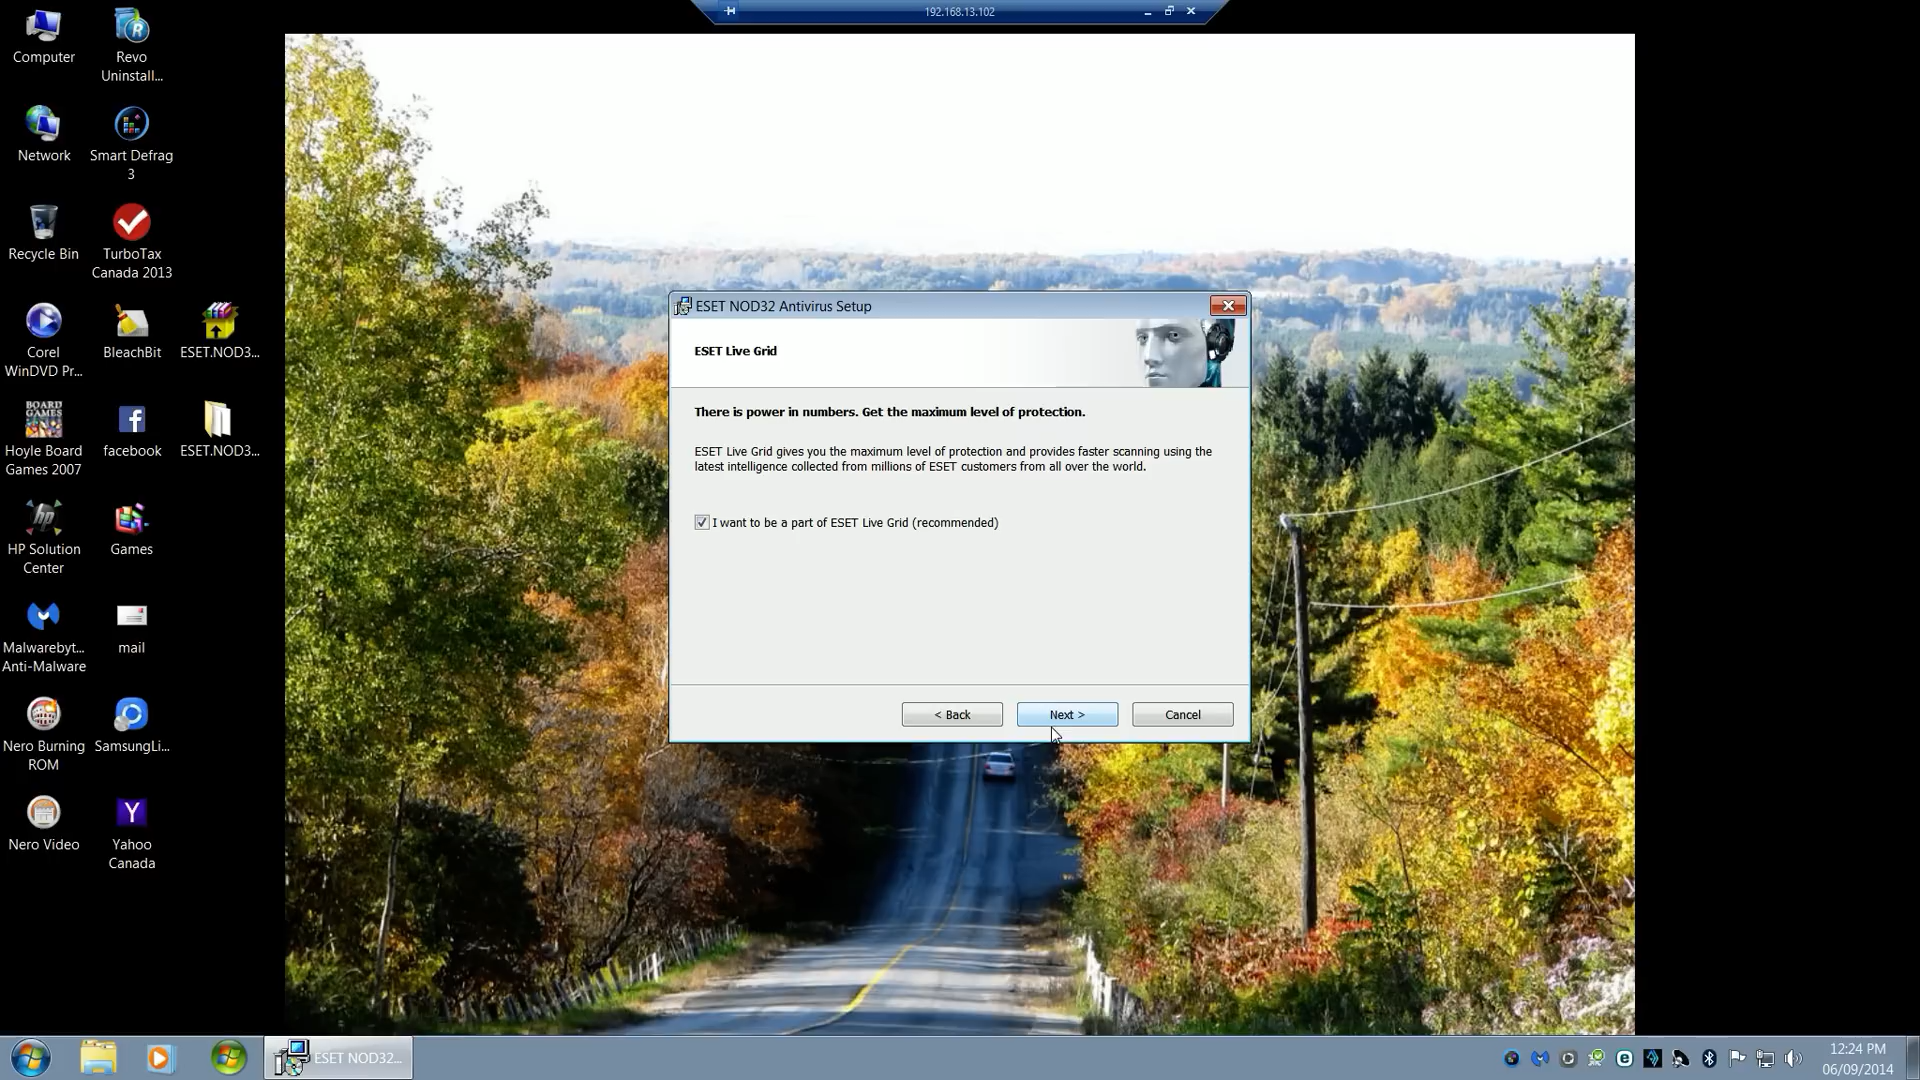 192.168.13.102
Computer
Revo
Uninstall...
Network
Smart Defrag
3
Recycle Bin
TurboTax
Canada 2013
Corel
WinDVD Pr...
BleachBit
ESET.NOD3...
BOARD
GAMES
Hoyle Board
Games 2007
facebook
ESET.NOD3...
HP Solution
Center
Games
Malwarebyt...
Anti-Malware
mail
Nero Burning
ROM
SamsungLi...
Nero Video
Yahoo
Canada
ESET NOD32 Antivirus Setup
ESET Live Grid
There is power in numbers. Get the maximum level of protection.
ESET Live Grid gives you the maximum level of protection and provides faster scanning using the
latest intelligence collected from millions of ESET customers from all over the world.
I want to be a part of ESET Live Grid (recommended)
< Back
Next >
Cancel
ESET NOD32...
12:24 PM
06/09/2014